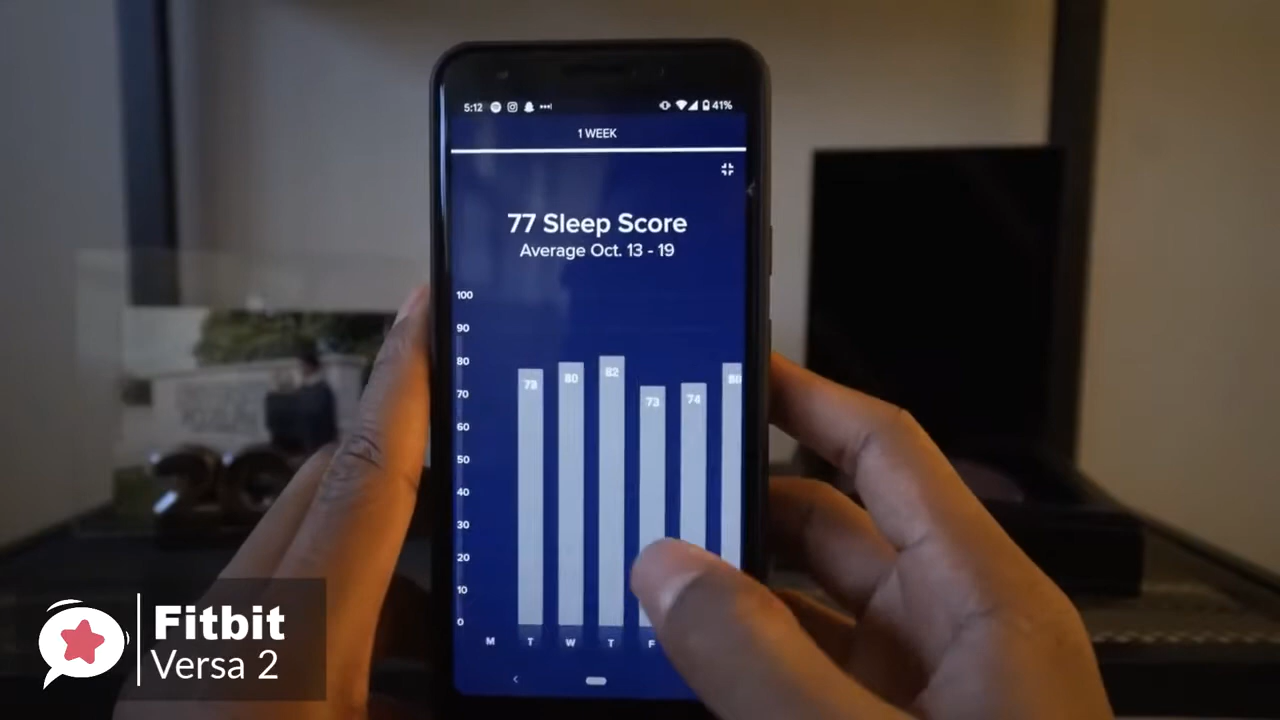 5:12 41%
1 WEEK
77 Sleep Score
Average Oct. 13 - 19
100
90
80
70
60
50
40
30
20
10
0
78 80 82 73 74 80
M T W T F
Fitbit
Versa 2